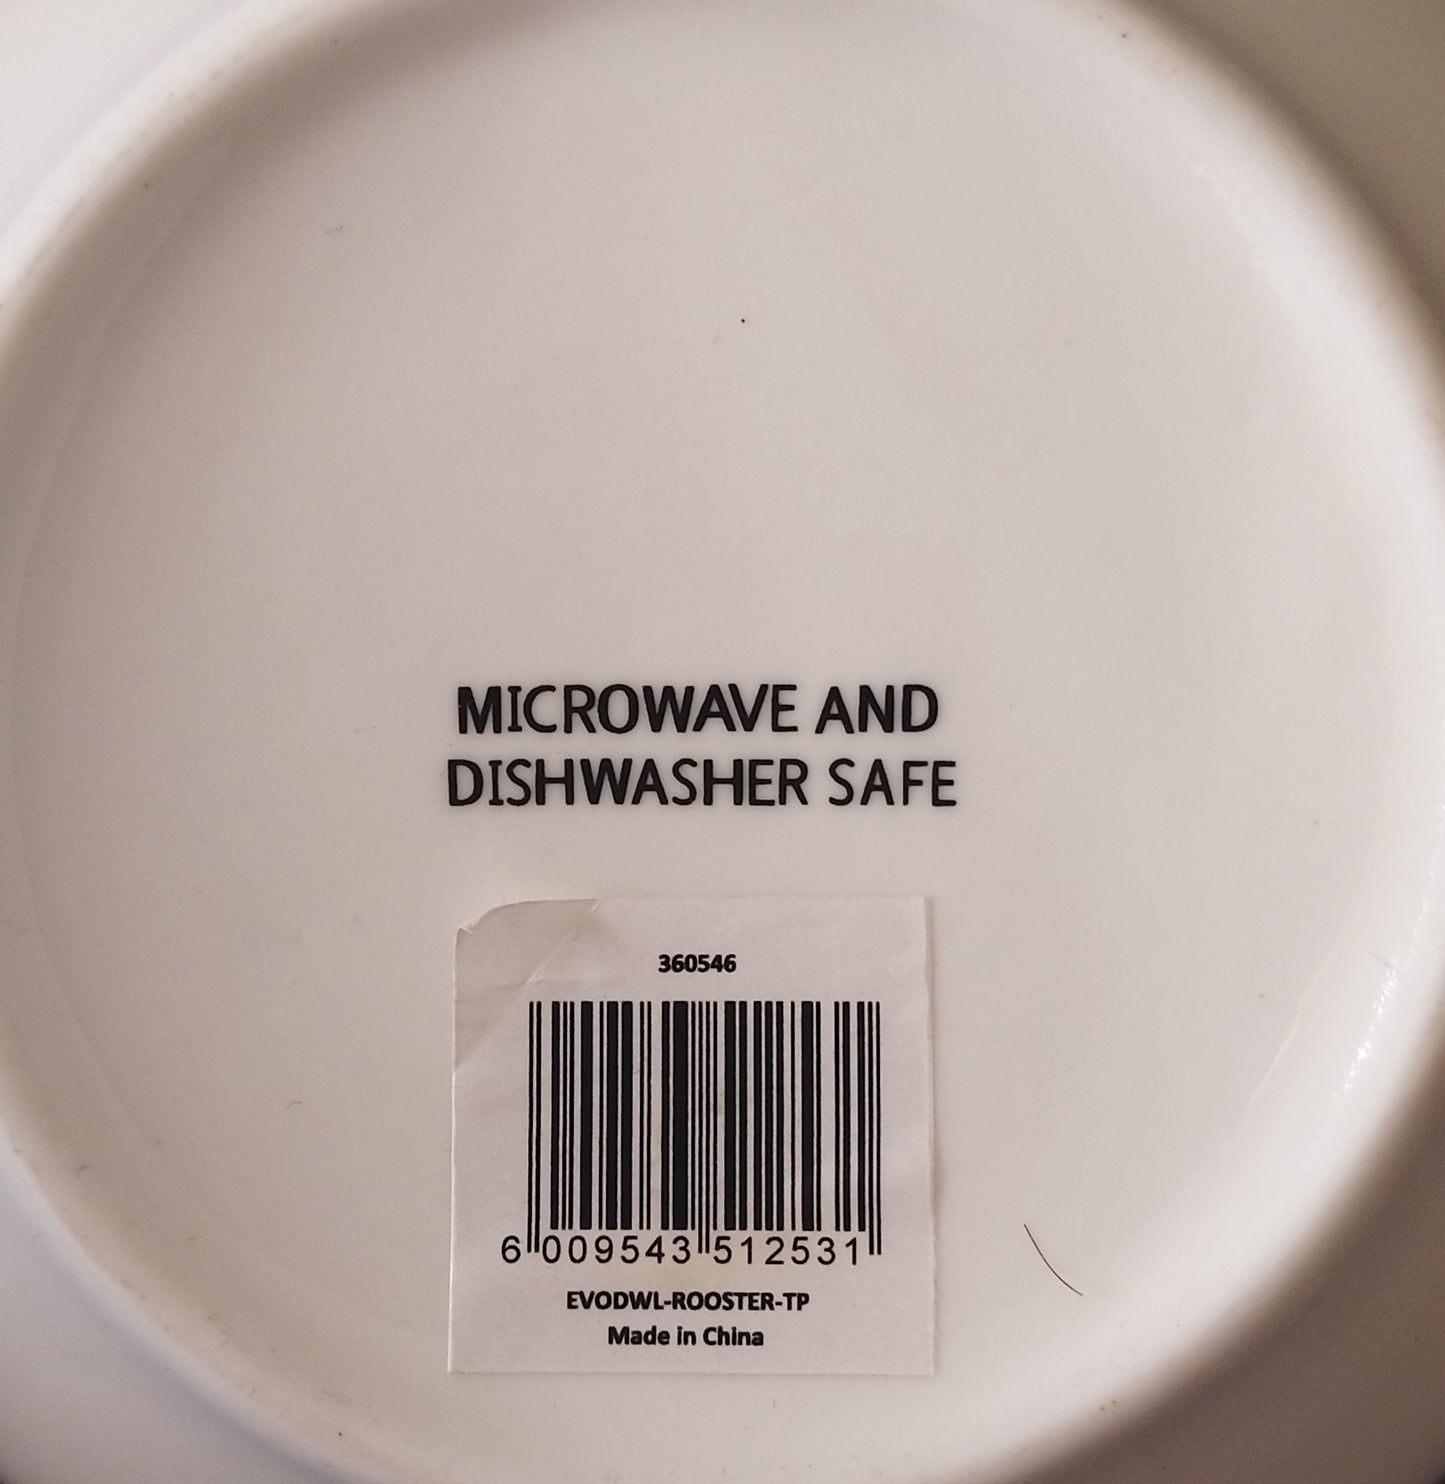 MICROWAVE AND
DISHWASHER SAFE
360546
6 009543 512531
EVODWL-ROOSTER-TP
Made in China